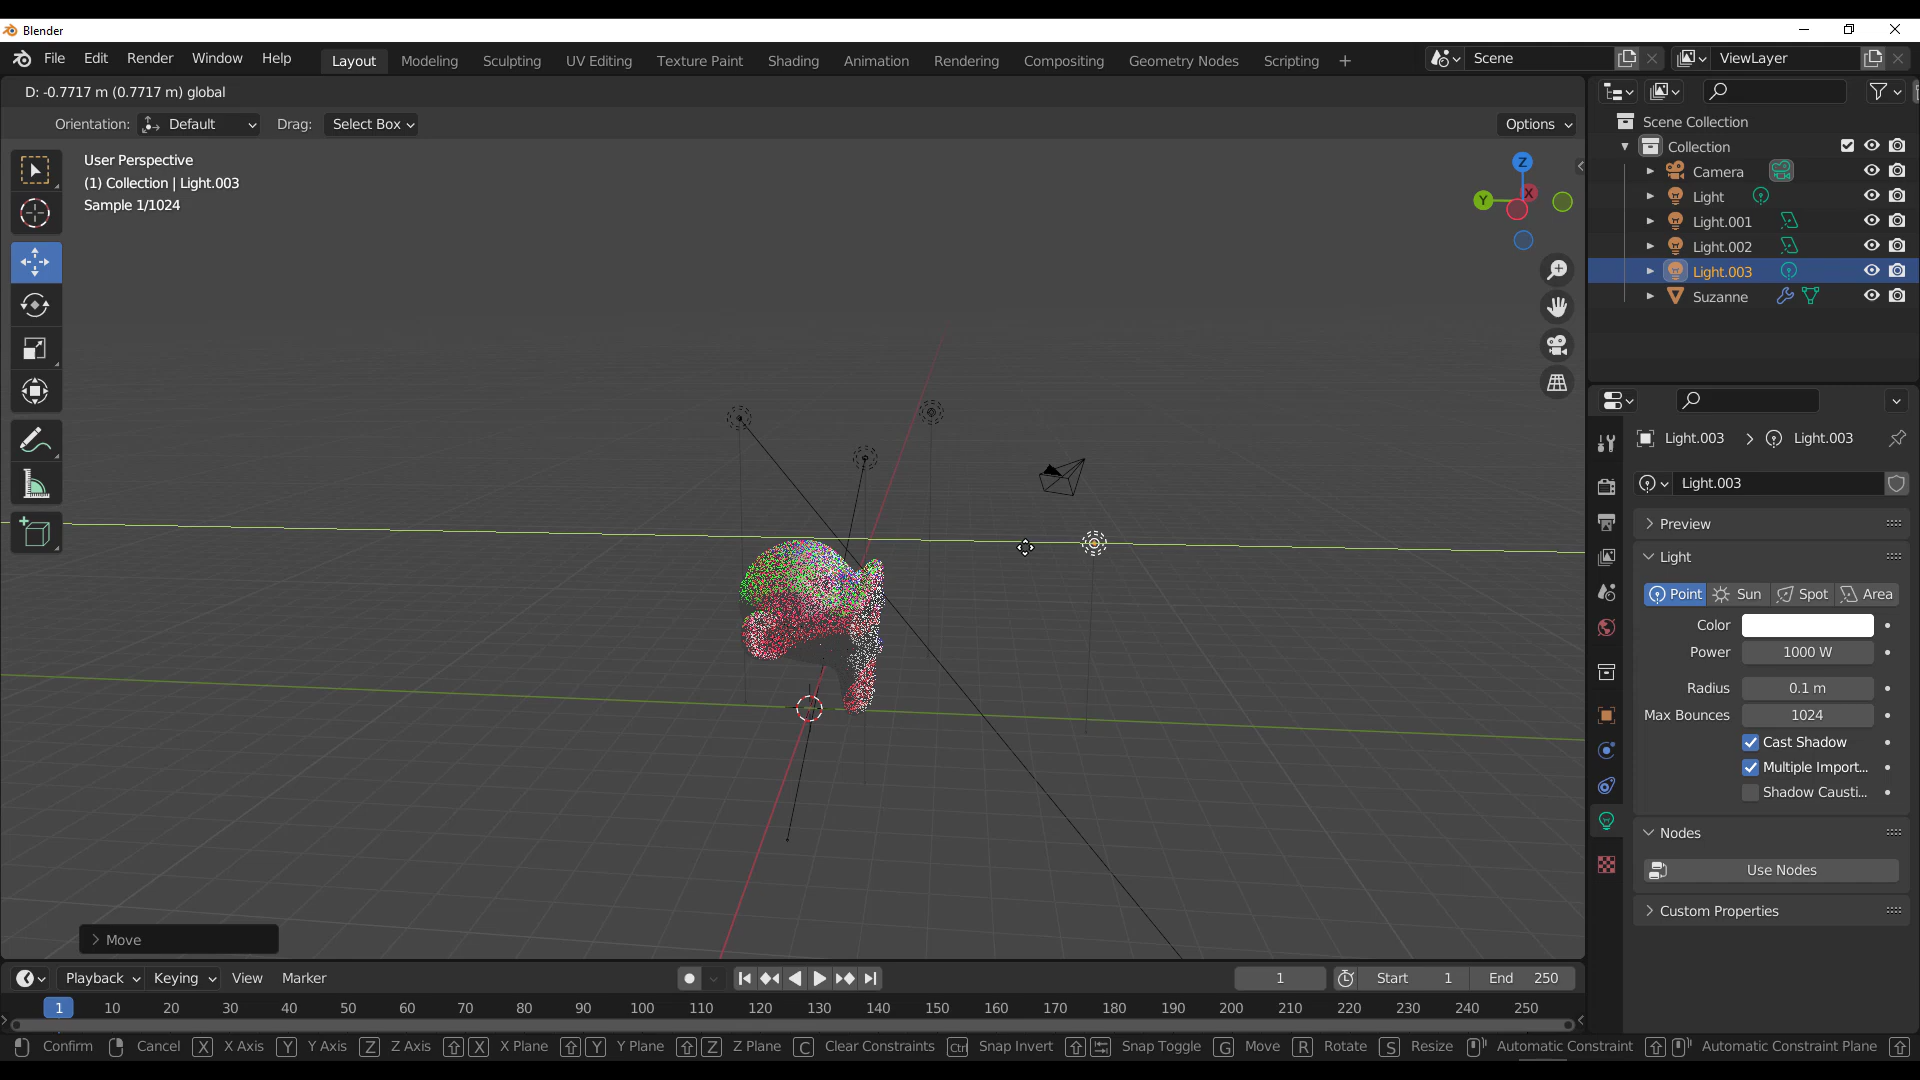 Blender
File Edit Render Window Help Layout Modeling Sculpting UV Editing Texture Paint Shading Animation Rendering Compositing Geometry Nodes Scripting + Scene ViewLayer
D: -0.7717 m (0.7717 m) global
Orientation: Default Drag: Select Box Options
User Perspective
(1) Collection | Light.003
Sample 1/1024
Z
Y X
Scene Collection
Collection
Camera
Light
Light.001
Light.002
Light.003
Suzanne
Light.003 > Light.003
Light.003
Preview
Light
Point Sun Spot Area
Color
Power 1000 W
Radius 0.1 m
Max Bounces 1024
Cast Shadow
Multiple Import...
Shadow Causti...
Nodes
Use Nodes
Custom Properties
Move
Playback Keying View Marker 1 Start 1 End 250
1 10 20 30 40 50 60 70 80 90 100 110 120 130 140 150 160 170 180 190 200 210 220 230 240 250
Confirm Cancel X X Axis Y Y Axis Z Z Axis X X Plane Y Y Plane Z Z Plane C Clear Constraints Ctrl Snap Invert Snap Toggle G Move R Rotate S Resize Automatic Constraint Automatic Constraint Plane